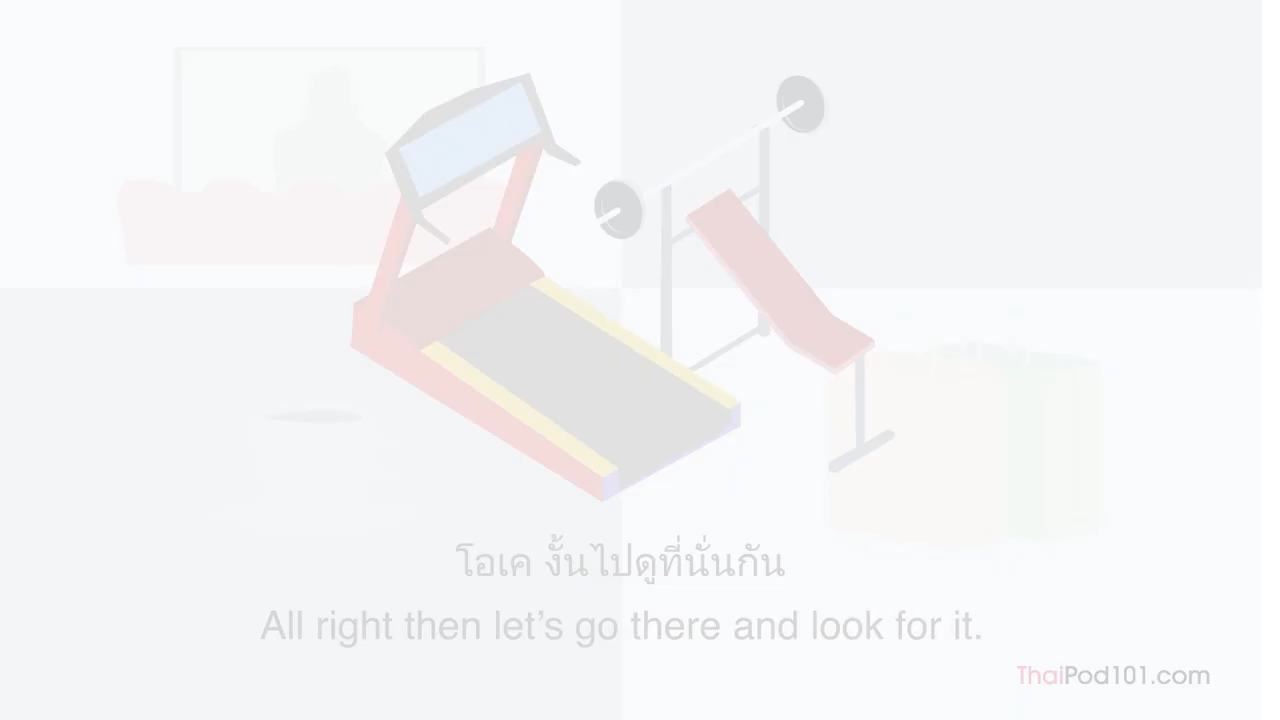 โอเค งั้นไปดูที่นั่นกัน
All right then let's go there and look for it.
ThaiPod101.com